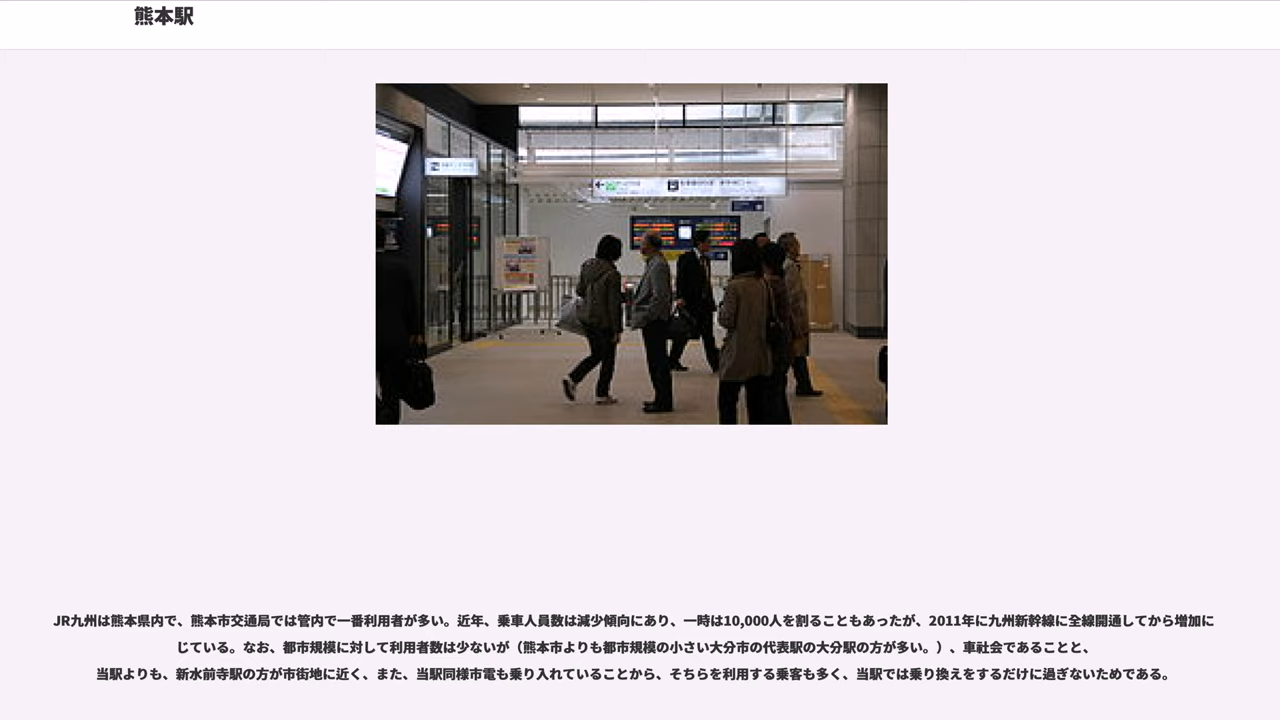 熊本駅
JR九州は熊本県内で、熊本市交通局では管内で一番利用者が多い。近年、乗車人員数は減少傾向にあり、一時は10,000人を割ることもあったが、2011年に九州新幹線に全線開通してから増加に
じている。なお、都市規模に対して利用者数は少ないが（熊本市よりも都市規模の小さい大分市の代表駅の大分駅の方が多い。）、車社会であることと、
当駅よりも、新水前寺駅の方が市街地に近く、また、当駅同様市電も乗り入れていることから、そちらを利用する乗客も多く、当駅では乗り換えをするだけに過ぎないためである。